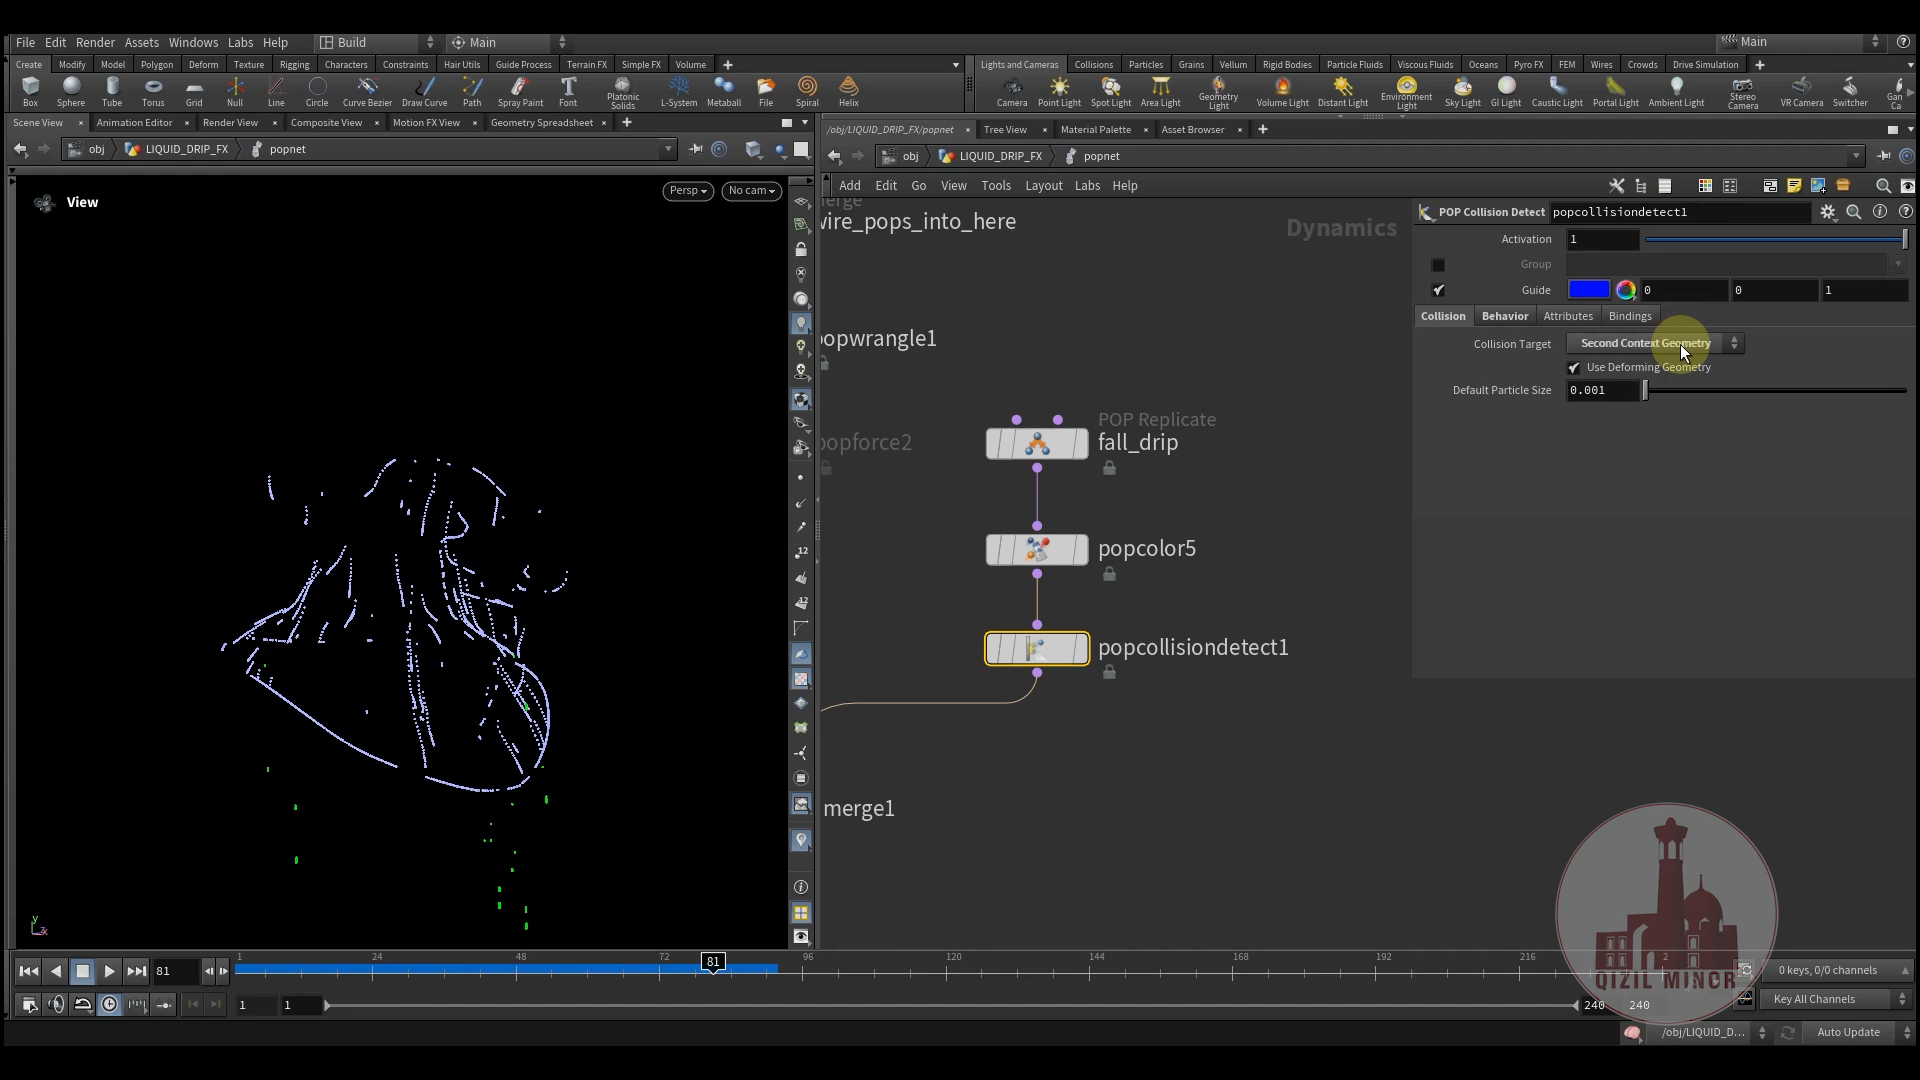 File Edit Render Assets Windows Labs Help Build Main Main
Create Modify Model Polygon Deform Texture Rigging Characters Constraints Hair Utils Guide Process Terrain FX Simple FX Volume
Lights and Cameras Collisions Particles Grains Vellum Rigid Bodies Particle Fluids Viscous Fluids Oceans Pyro FX FEM Wires Crowds Drive Simulation
Box Sphere Tube Torus Grid Null Line Circle Curve Bezier Draw Curve Path Spray Paint Font Platonic Solids L-System Metaball File Spiral Helix
Camera Point Light Spot Light Area Light Geometry Light Volume Light Distant Light Environment Light Sky Light GI Light Caustic Light Portal Light Ambient Light Stereo Camera VR Camera Switcher Gan Ca
Scene View Animation Editor Render View Composite View Motion FX View Geometry Spreadsheet
/obj/LIQUID_DRIP_FX/popnet Tree View Material Palette Asset Browser
obj LIQUID_DRIP_FX popnet
obj LIQUID_DRIP_FX popnet
Add Edit Go View Tools Layout Labs Help
View
Persp No cam
wire_pops_into_here
Dynamics
popwrangle1
popforce2
POP Replicate
fall_drip
popcolor5
popcollisiondetect1
merge1
POP Collision Detect popcollisiondetect1
Activation 1
Group
Guide 0 0 1
Collision Behavior Attributes Bindings
Collision Target Second Context Geometry
Use Deforming Geometry
Default Particle Size 0.001
12
12
y
x
QIZIL MINOR
81
1 24 48 72 81 96 120 144 168 192 216 2
0 keys, 0/0 channels
1 1 240 240
Key All Channels
/obj/LIQUID_D... Auto Update